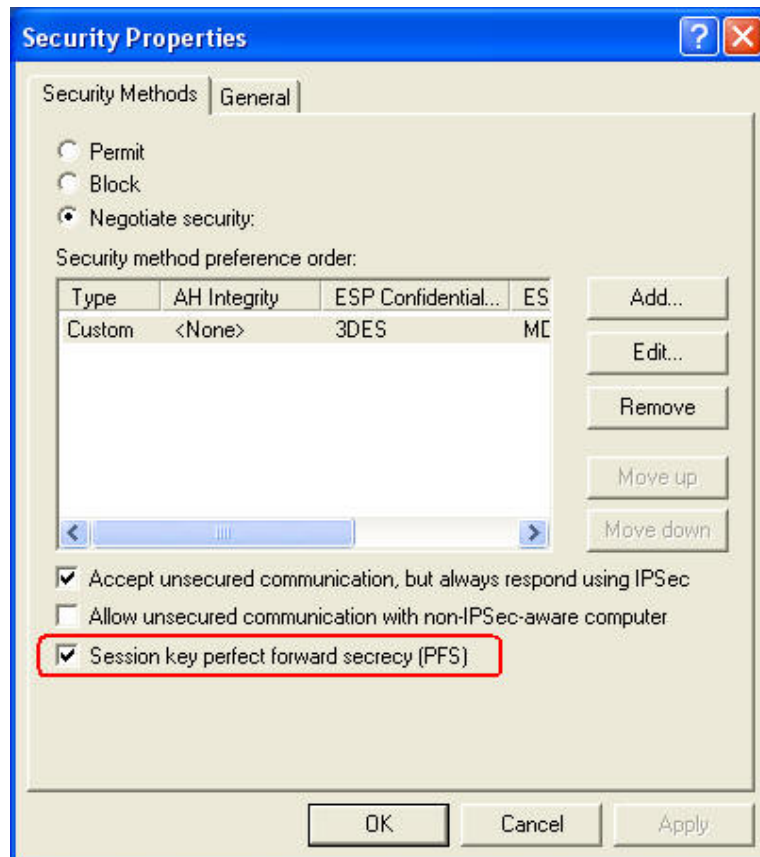 Security Properties
Security Methods General
Permit
Block
Negotiate security:
Security method preference order:
Type AH Integrity ESP Confidential... ES
Custom <None> 3DES MD
Add...
Edit...
Remove
Move up
Move down
Accept unsecured communication, but always respond using IPSec
Allow unsecured communication with non-IPSec-aware computer
Session key perfect forward secrecy (PFS)
OK Cancel Apply